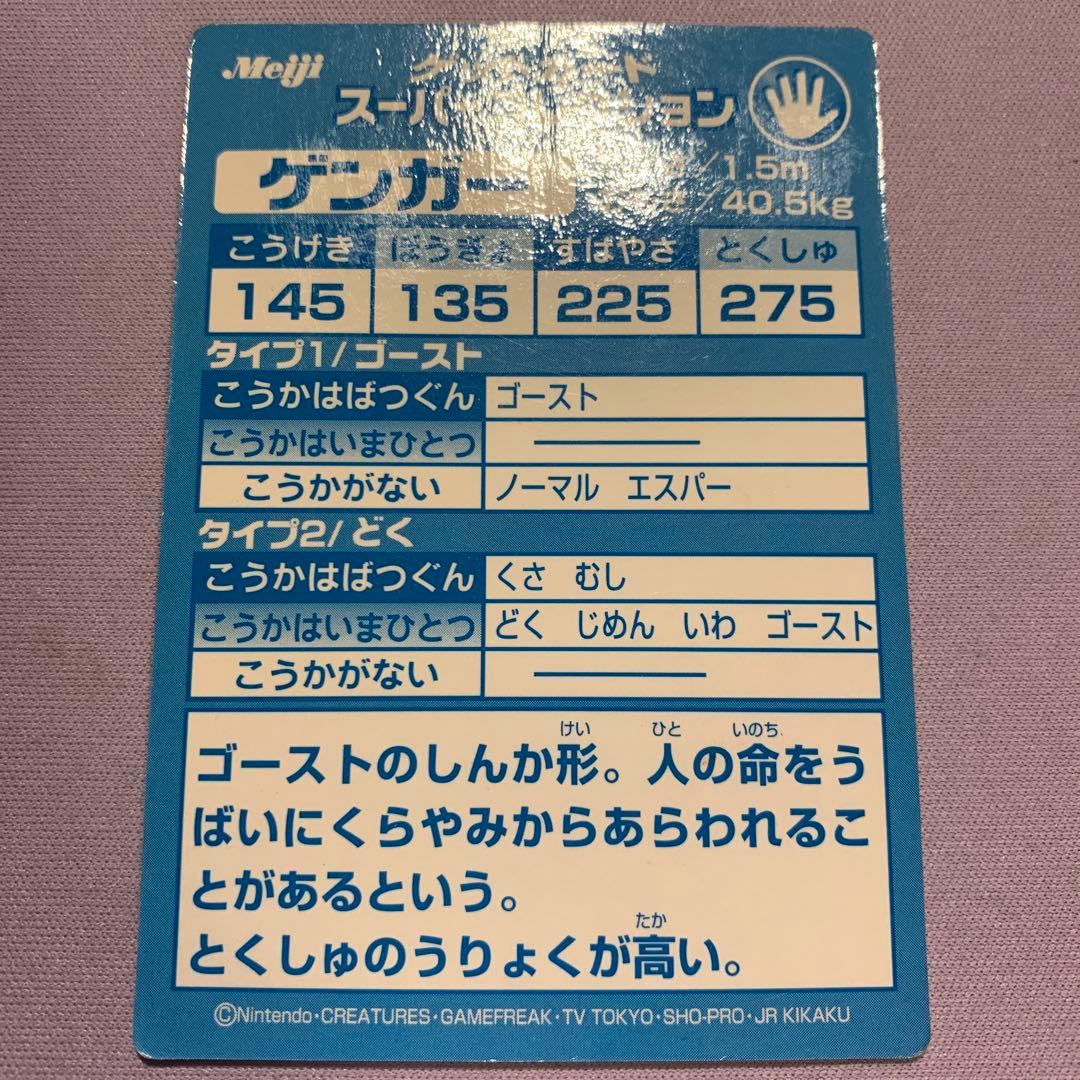 Meiji
スーパー ション
ゲンガー
/1.5m
/40.5kg
こうげき ぼうぎょ すばやさ とくしゅ
145 135 225 275
タイプ1/ゴースト
こうかはばつぐん ゴースト
こうかはいまひとつ ―
こうかがない ノーマル エスパー
タイプ2/どく
こうかはばつぐん くさ むし
こうかはいまひとつ どく じめん いわ ゴースト
こうかがない ―
けい ひと いのち
ゴーストのしんか形。人の命をう
ばいにくらやみからあらわれるこ
とがあるという。
たか
とくしゅのうりょくが高い。
©Nintendo・CREATURES・GAMEFREAK・TV TOKYO・SHO-PRO・JR KIKAKU